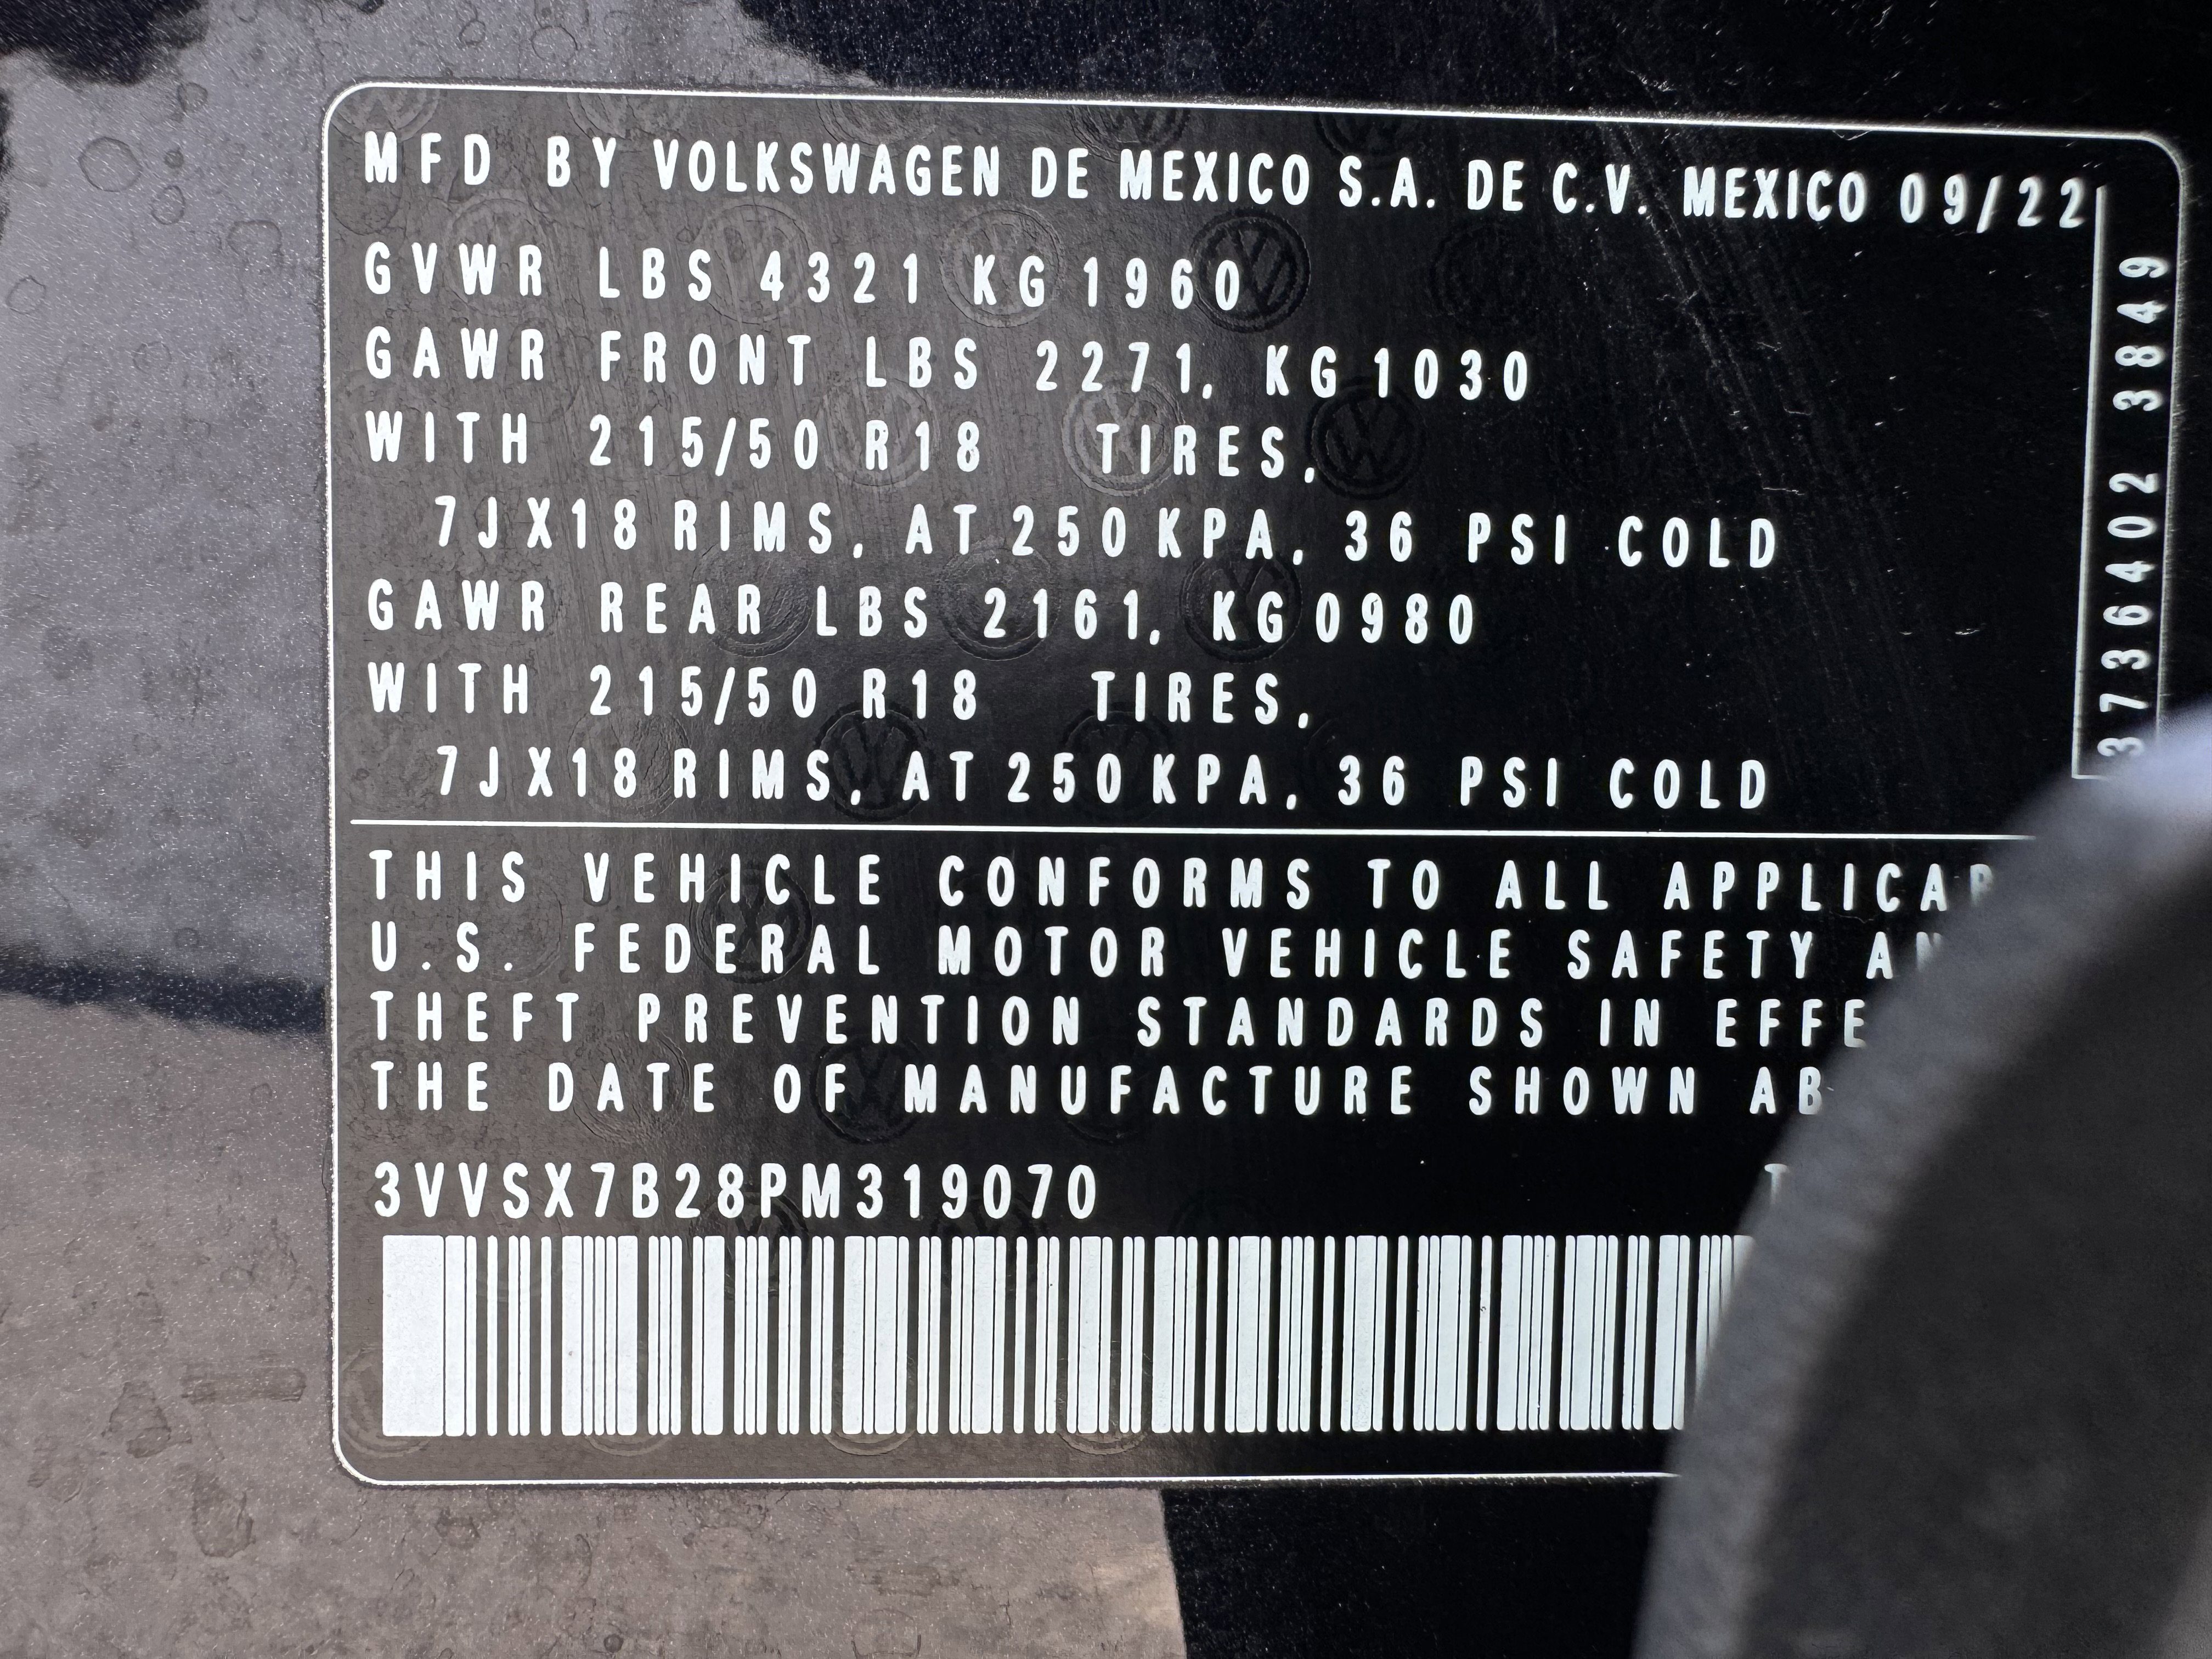 MFD BY VOLKSWAGEN DE MEXICO S.A. DE C.V. MEXICO 09/22
GVWR LBS 4321 KG 1960
GAWR FRONT LBS 2271, KG 1030
WITH 215/50 R18 TIRES,
7JX18 RIMS, AT 250 KPA, 36 PSI COLD
GAWR REAR LBS 2161, KG 0980
WITH 215/50 R18 TIRES,
7JX18 RIMS, AT 250 KPA, 36 PSI COLD
3736402 3849
THIS VEHICLE CONFORMS TO ALL
U.S. FEDERAL MOTOR VEHICLE SAFETY
THEFT PREVENTION STANDARDS IN
THE DATE OF MANUFACTURE SHOWN
3VVSX7B28PM319070